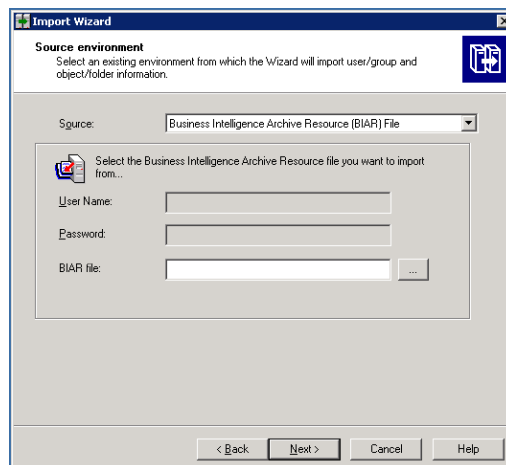 Import Wizard
Source environment
Select an existing environment from which the Wizard will import user/group and
object/folder information.
Source:
Business Intelligence Archive Resource (BIAR) File
Select the Business Intelligence Archive Resource file you want to import
from...
User Name:
Password:
BIAR file:
...
< Back
Next >
Cancel
Help